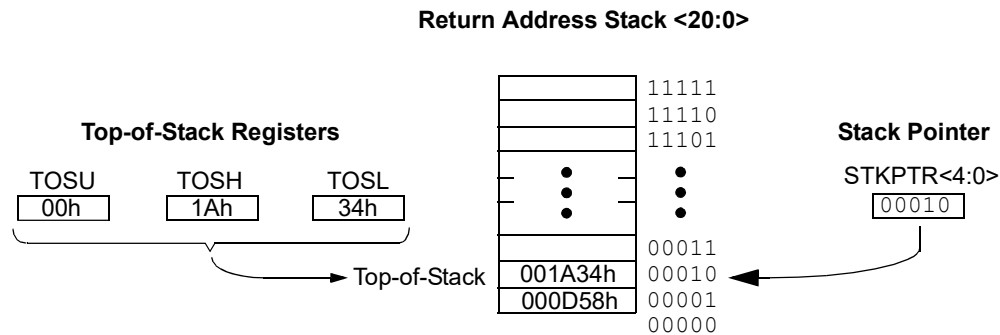 Return Address Stack <20:0>
11111
11110
11101
Top-of-Stack Registers
Stack Pointer
TOSU TOSH TOSL
STKPTR<4:0>
00h 1Ah 34h
00010
00011
Top-of-Stack 001A34h 00010
000D58h 00001
00000